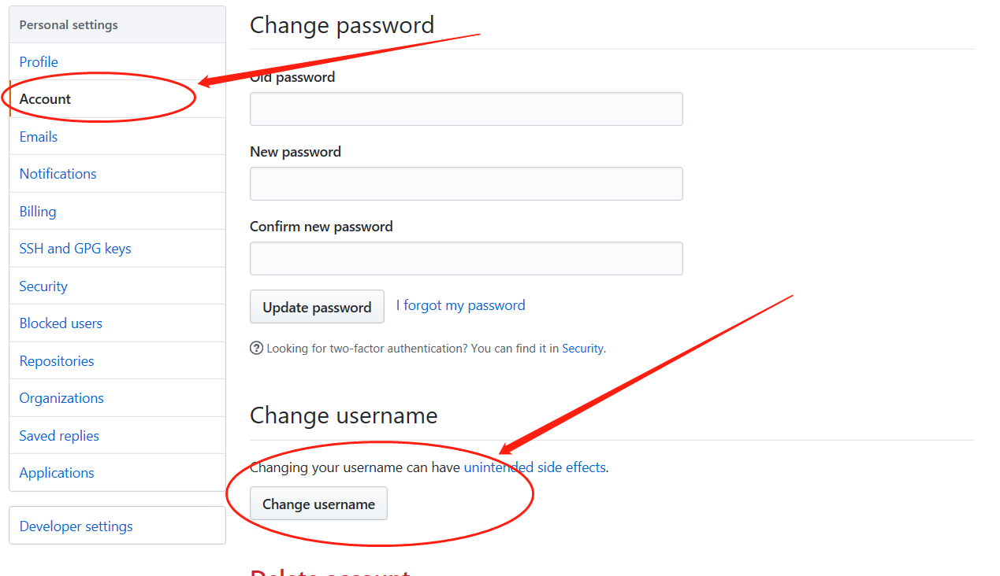 Personal settings
Profile
Account
Emails
Notifications
Billing
SSH and GPG keys
Security
Blocked users
Repositories
Organizations
Saved replies
Applications
Developer settings
Change password
Old password
New password
Confirm new password
Update password I forgot my password
Looking for two-factor authentication? You can find it in Security.
Change username
Changing your username can have unintended side effects.
Change username
Delete account